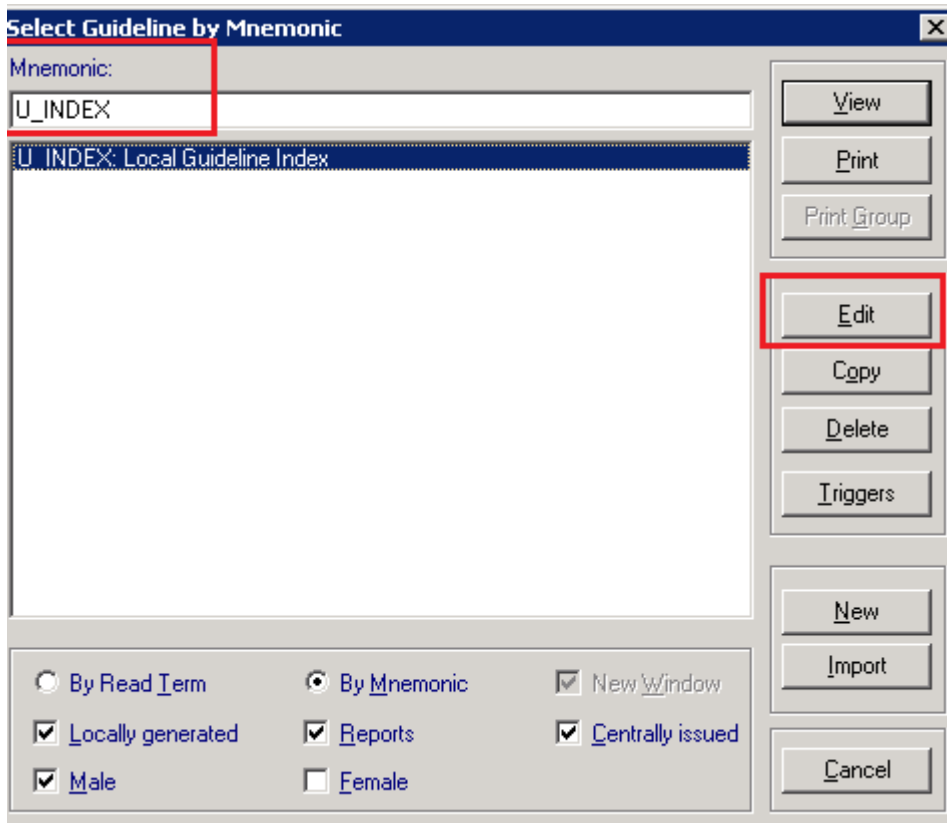 Select Guideline by Mnemonic
Mnemonic:
U_INDEX
U_INDEX: Local Guideline Index
View
Print
Print Group
Edit
Copy
Delete
Triggers
New
Import
By Read Term By Mnemonic New Window
Locally generated Reports Centrally issued
Male Female
Cancel